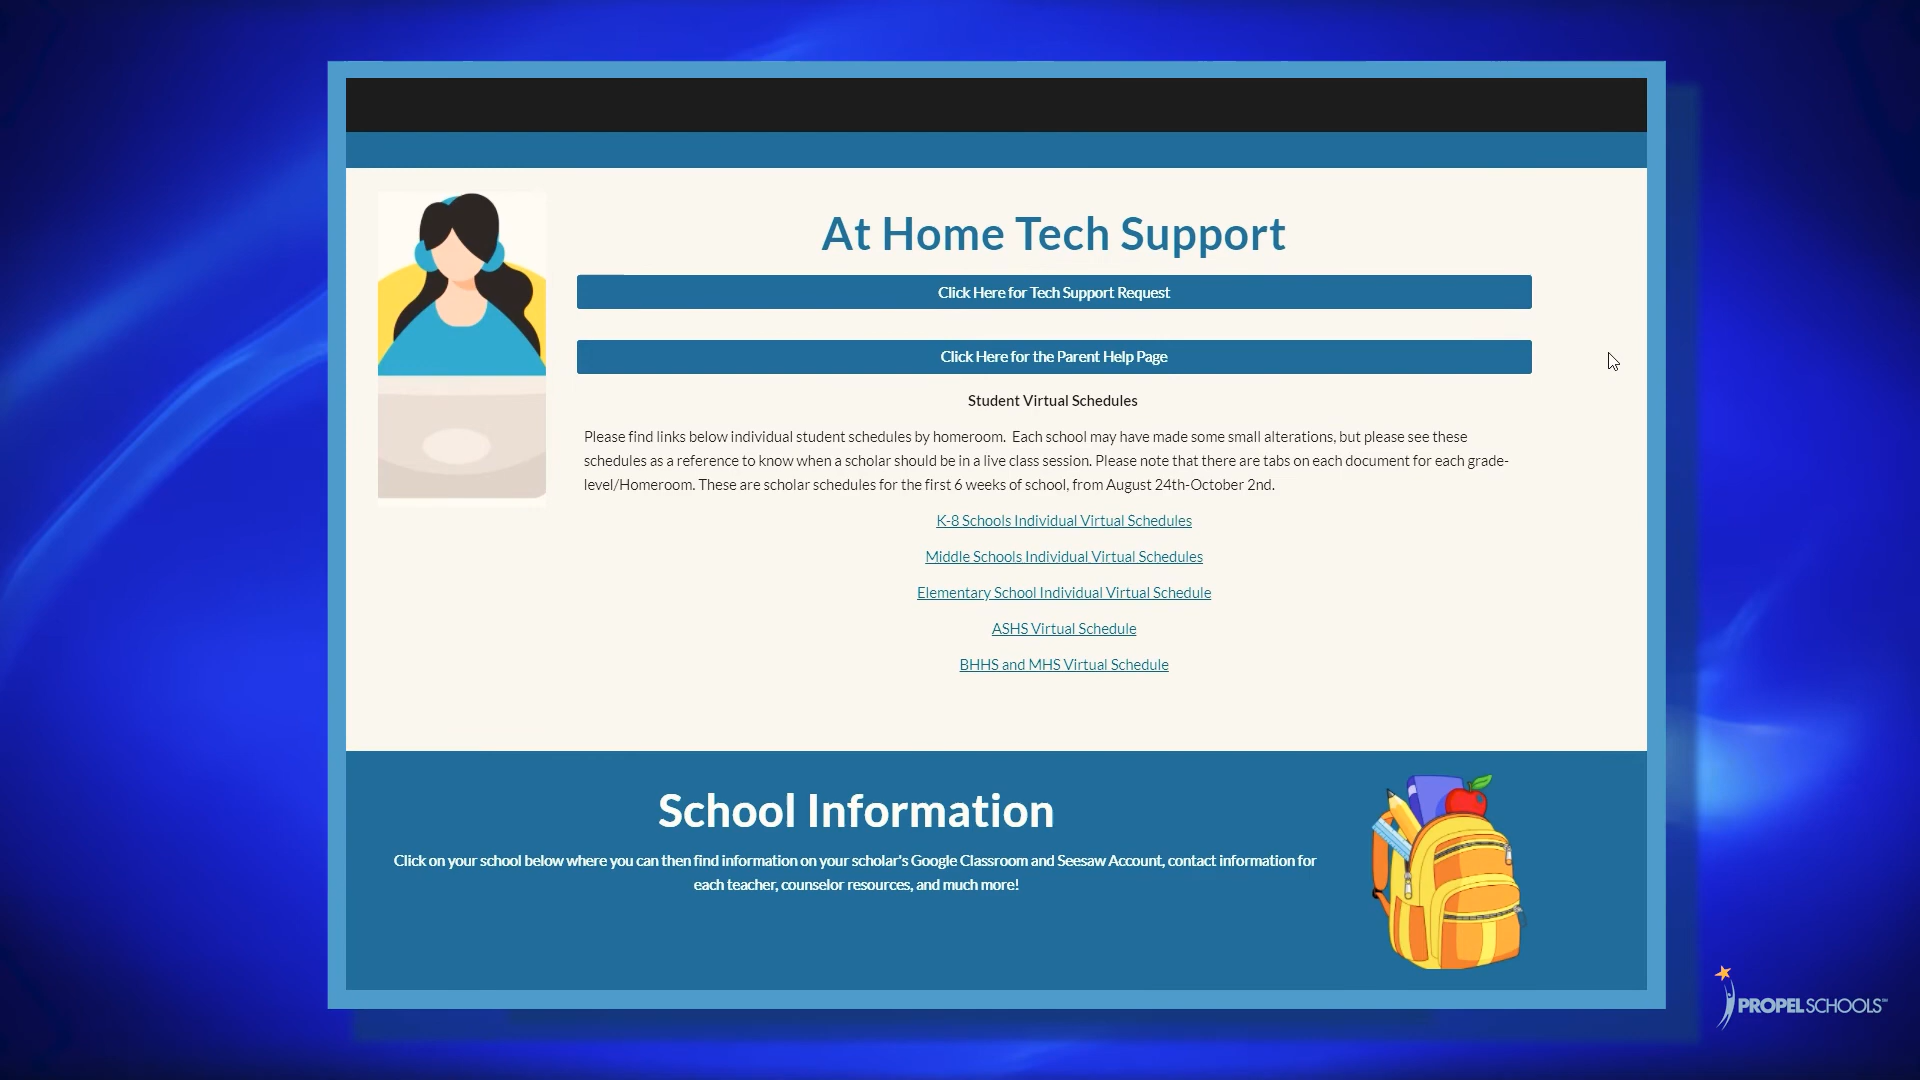 At Home Tech Support
Click Here for Tech Support Request
Click Here for the Parent Help Page
Student Virtual Schedules
Please find links below individual student schedules by homeroom.  Each school may have made some small alterations, but please see these
schedules as a reference to know when a scholar should be in a live class session. Please note that there are tabs on each document for each grade-
level/Homeroom. These are scholar schedules for the first 6 weeks of school, from August 24th-October 2nd.
K-8 Schools Individual Virtual Schedules
Middle Schools Individual Virtual Schedules
Elementary School Individual Virtual Schedule
ASHS Virtual Schedule
BHHS and MHS Virtual Schedule
School Information
Click on your school below where you can then find information on your scholar's Google Classroom and Seesaw Account, contact information for
each teacher, counselor resources, and much more!
PROPELSCHOOLS℠